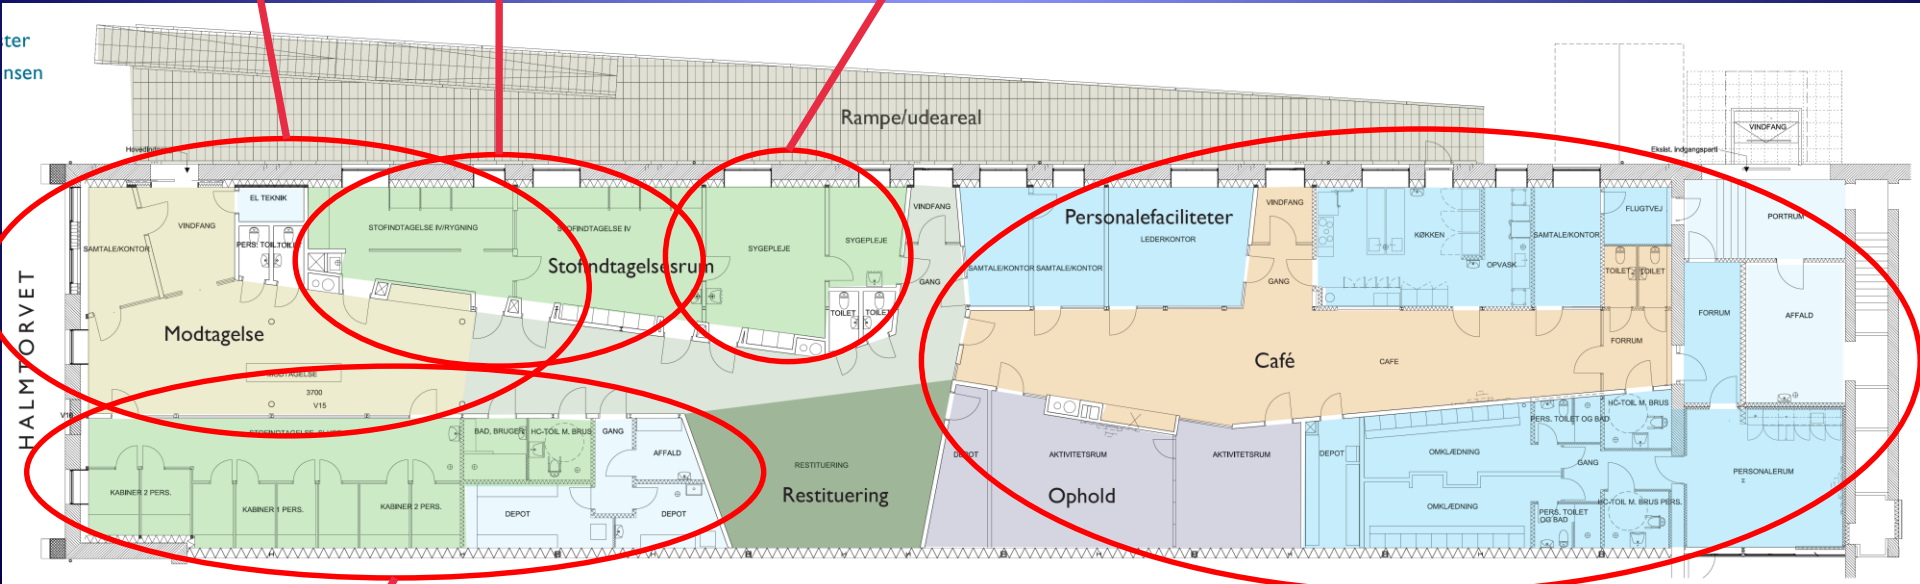 ster
nsen
Rampe/udeareal
VINDFANG
Eksist. Indgangsparti
HALMTORVET
EL TEKNIK
VINDFANG
SAMTALE/KONTOR
STOFINDTAGELSE IV/RYGNING
STOFINDTAGELSE IV
Stofindtagelsesrum
SYGEPLEJE
SYGEPLEJE
VINDFANG
GANG
TOILET
TOILET
Personalefaciliteter
LEDERKONTOR
SAMTALE/KONTOR
SAMTALE/KONTOR
VINDFANG
GANG
KØKKEN
OPVASK
SAMTALE/KONTOR
FLUGTVEJ
TOILET
TOILET
PORTRUM
FORRUM
AFFALD
FORRUM
Modtagelse
MODTAGELSE
3700
V15
Café
CAFE
KABINER 2 PERS.
KABINER 1 PERS.
KABINER 2 PERS.
BAD, BRUGER
HC-TOIL M. BRUS
GANG
AFFALD
DEPOT
DEPOT
RESTITUERING
Restituering
DEPOT
AKTIVITETSRUM
Ophold
AKTIVITETSRUM
DEPOT
OMKLÆDNING
OMKLÆDNING
PERS. TOILET OG BAD
HC-TOIL M. BRUS
GANG
PERS. TOILET
OG BAD
HC-TOIL M. BRUS PERS.
PERSONALERUM